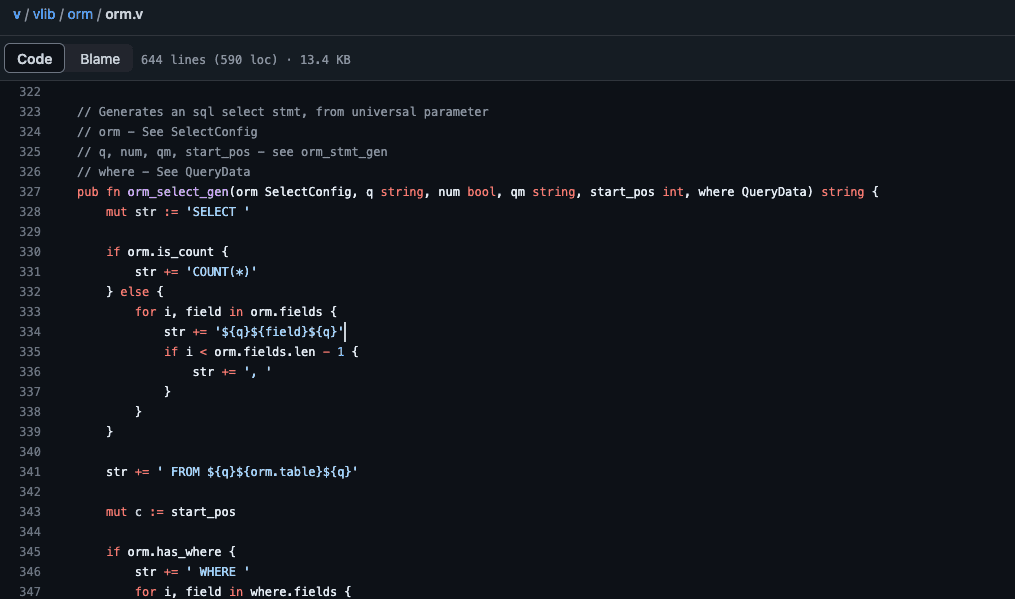 v / vlib / orm / orm.v
Code Blame 644 lines (590 loc) · 13.4 KB
322
323 // Generates an sql select stmt, from universal parameter
324 // orm - See SelectConfig
325 // q, num, qm, start_pos - see orm_stmt_gen
326 // where - See QueryData
327 pub fn orm_select_gen(orm SelectConfig, q string, num bool, qm string, start_pos int, where QueryData) string {
328 mut str := 'SELECT '
329
330 if orm.is_count {
331 str += 'COUNT(*)'
332 } else {
333 for i, field in orm.fields {
334 str += '${q}${field}${q}'
335 if i < orm.fields.len - 1 {
336 str += ', '
337 }
338 }
339 }
340
341 str += ' FROM ${q}${orm.table}${q}'
342
343 mut c := start_pos
344
345 if orm.has_where {
346 str += ' WHERE '
347 for i, field in where.fields {